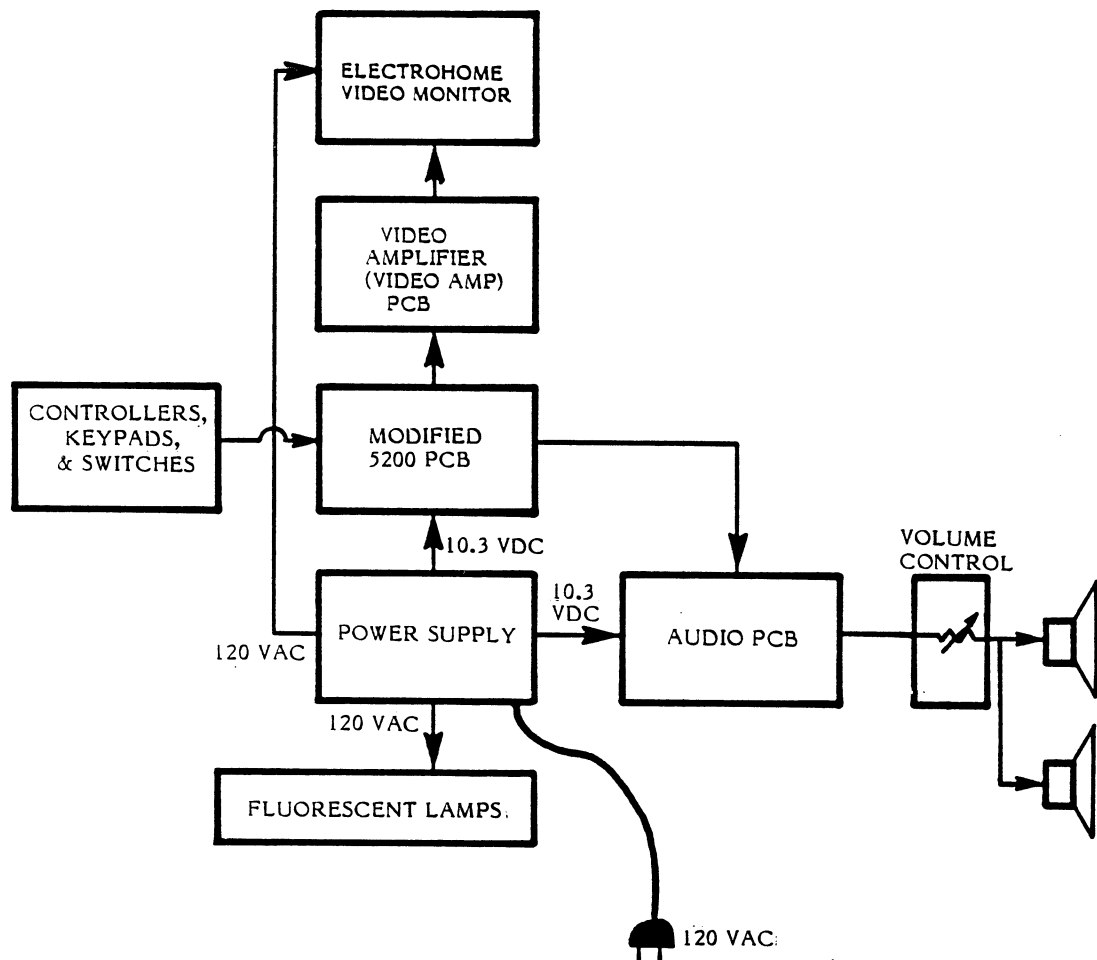 ELECTROHOME
VIDEO MONITOR
VIDEO
AMPLIFIER
(VIDEO AMP)
PCB
CONTROLLERS,
KEYPADS,
& SWITCHES
MODIFIED
5200 PCB
10.3 VDC
VOLUME
CONTROL
POWER SUPPLY
10.3
VDC
AUDIO PCB
120 VAC
120 VAC
FLUORESCENT LAMPS
120 VAC